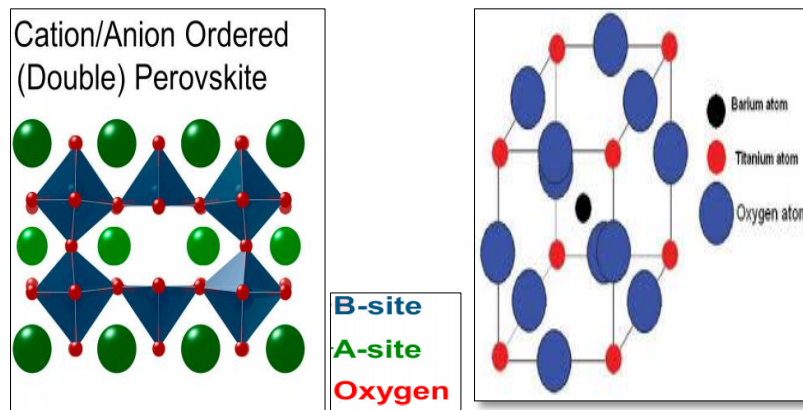 Cation/Anion Ordered
(Double) Perovskite
B-site
A-site
Oxygen
Barium atom
Titanium atom
Oxygen atom